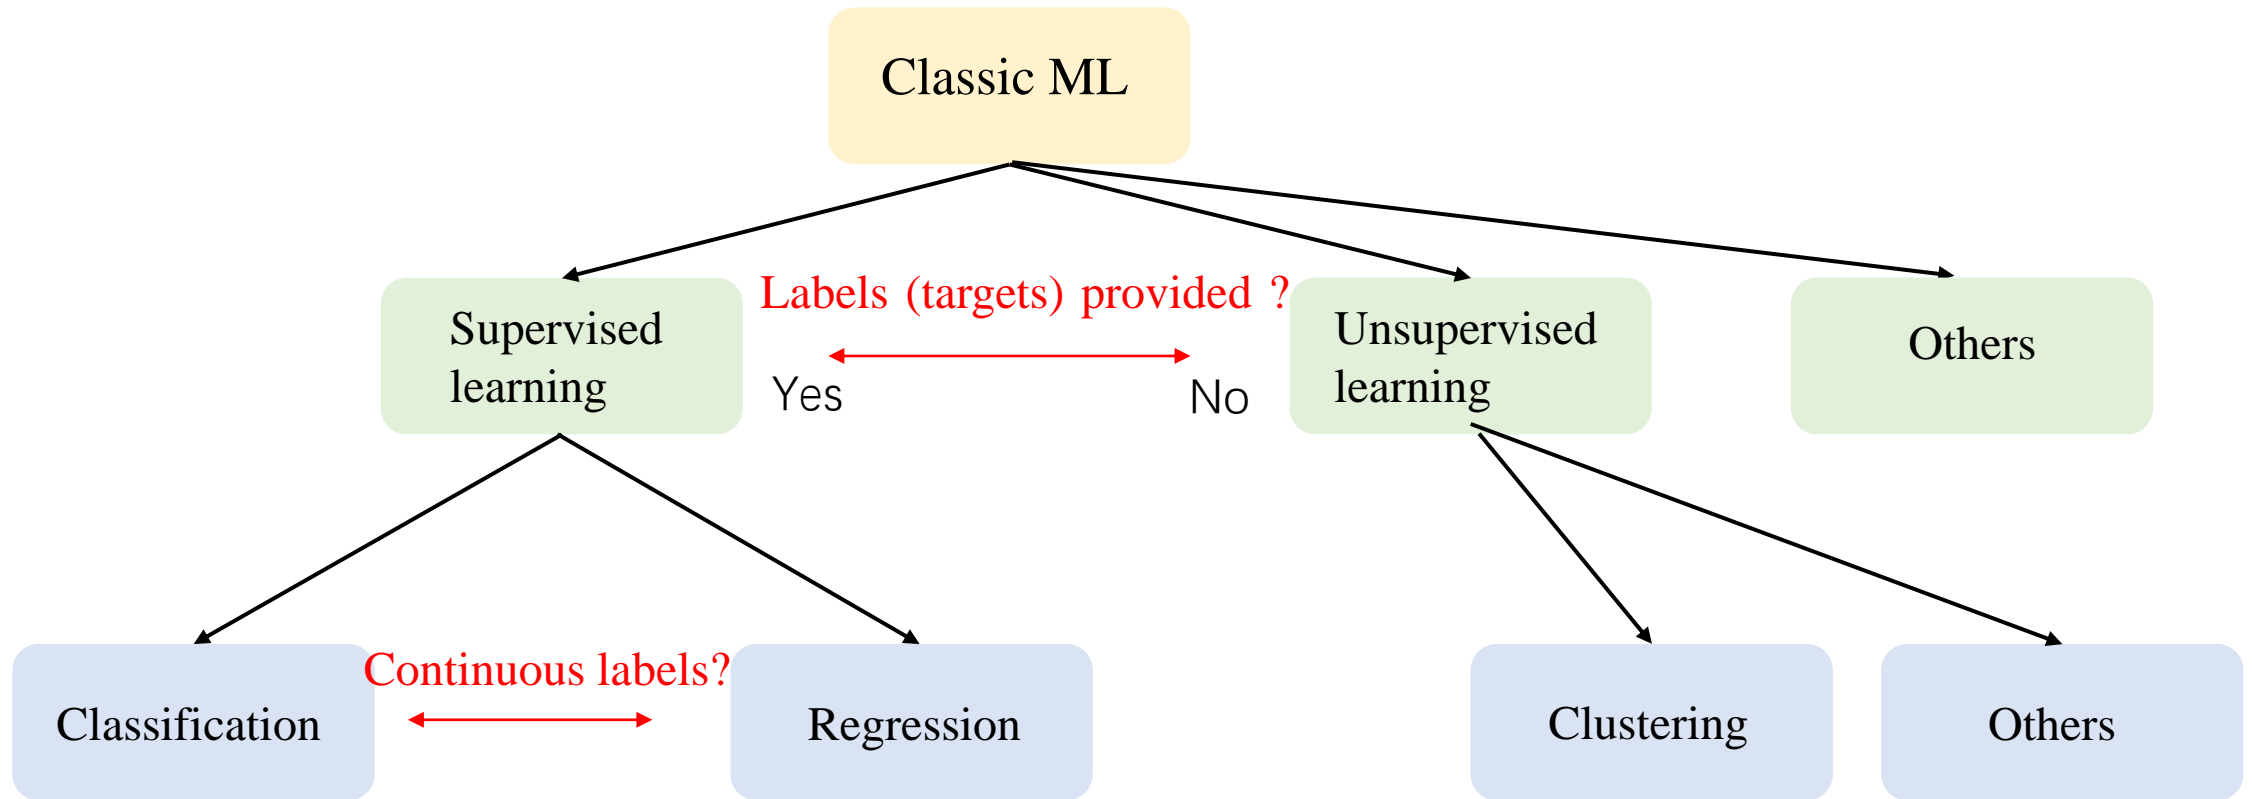 Classic ML
Labels (targets) provided ?
Supervised
learning
Yes
No
Unsupervised
learning
Others
Continuous labels?
Classification
Regression
Clustering
Others